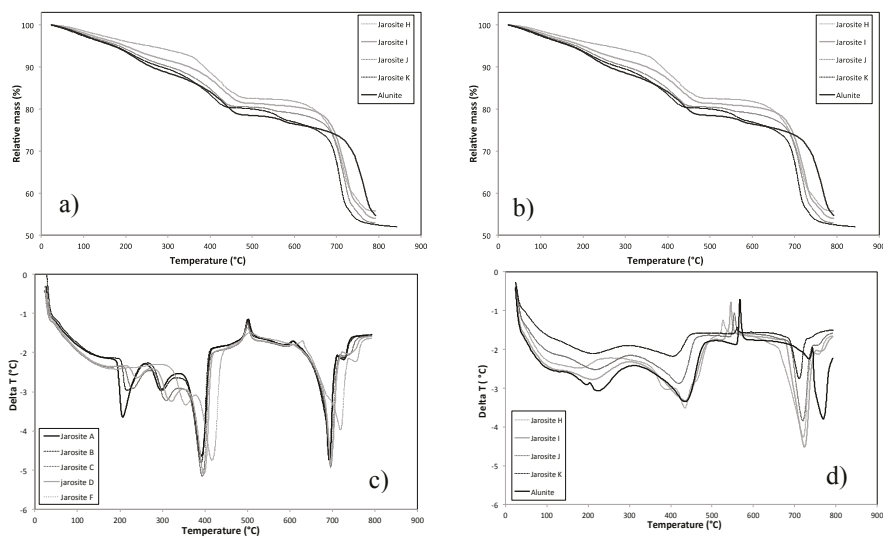 100
90
80
70
60
50
Relative mass (%)
0 100 200 300 400 500 600 700 800 900
Temperature (°C)
Jarosite H
Jarosite I
Jarosite J
Jarosite K
Alunite
a)
100
90
80
70
60
50
Relative mass (%)
0 100 200 300 400 500 600 700 800 900
Temperature (°C)
Jarosite H
Jarosite I
Jarosite J
Jarosite K
Alunite
b)
0
-1
-2
-3
-4
-5
-6
Delta T (°C)
0 100 200 300 400 500 600 700 800 900
Temperature (°C)
Jarosite A
Jarosite B
Jarosite C
jarosite D
Jarosite F
c)
0
-1
-2
-3
-4
-5
-6
Delta T (°C)
0 100 200 300 400 500 600 700 800 900
Temperature (°C)
Jarosite H
Jarosite I
Jarosite J
Jarosite K
Alunite
d)